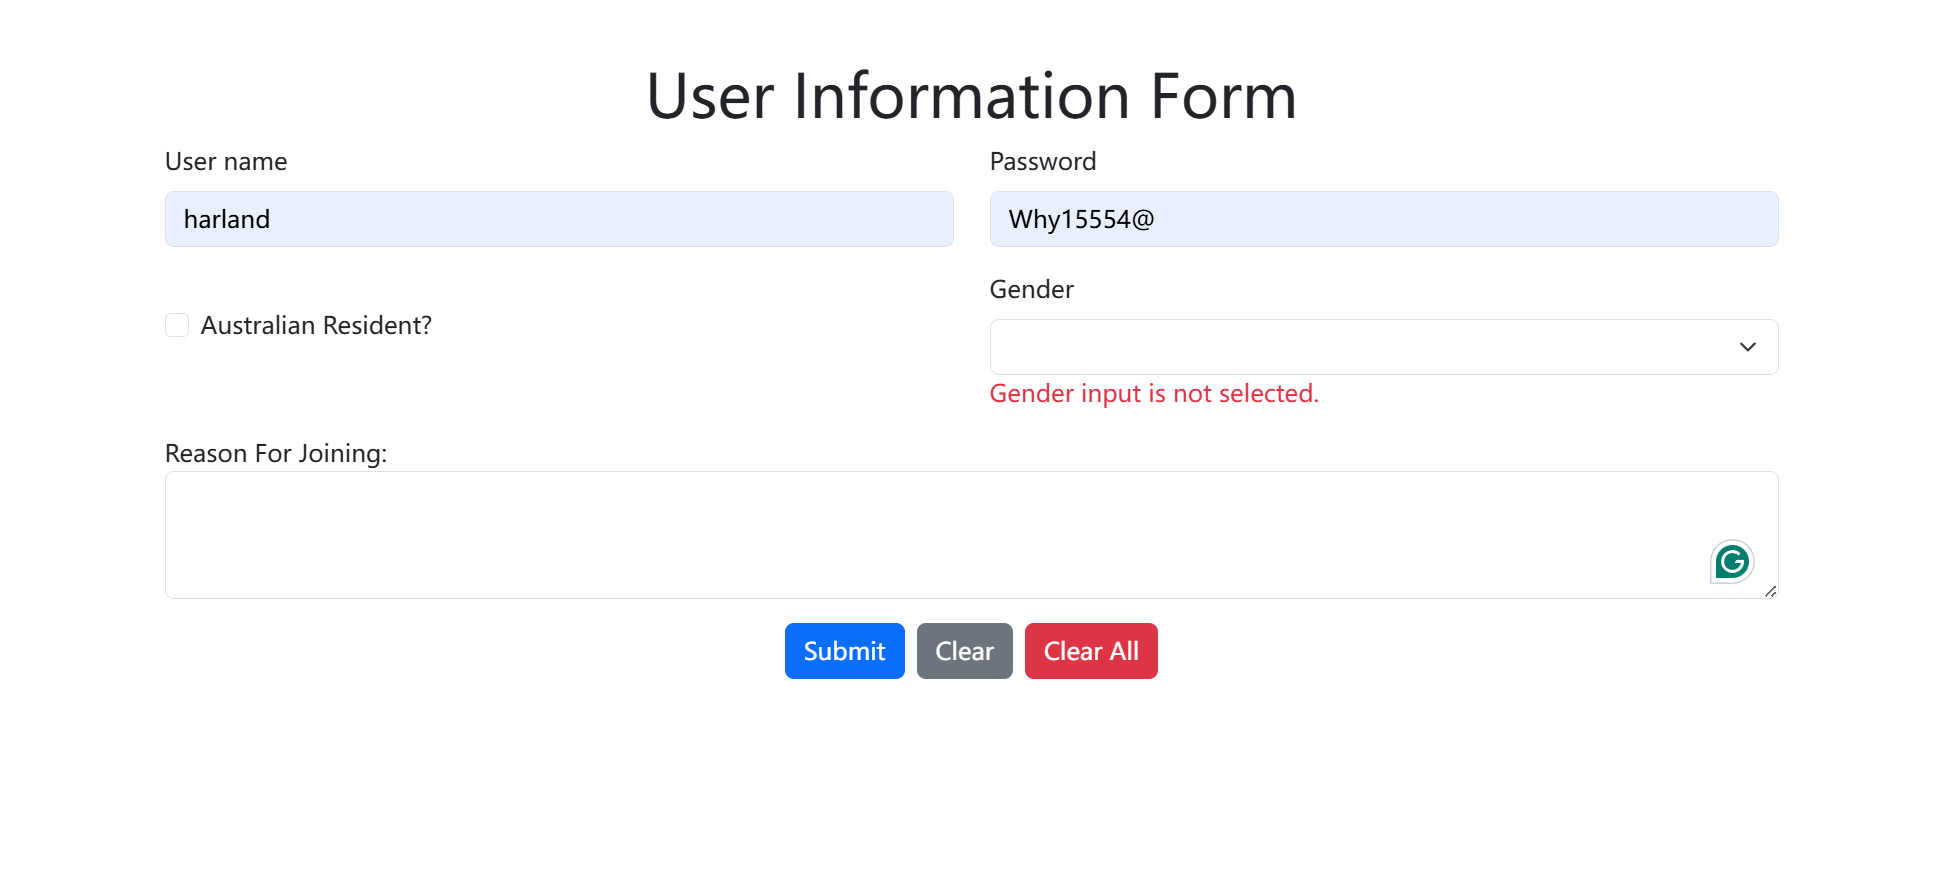 User Information Form
User name
Password
harland
Why15554@
Gender
Australian Resident?
Gender input is not selected.
Reason For Joining:
G
Submit
Clear
Clear All